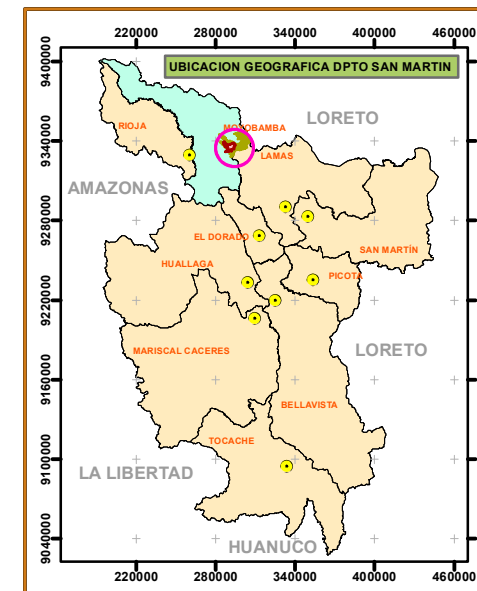 220000 280000 340000 400000 460000
UBICACION GEOGRAFICA DPTO SAN MARTIN
9400000
LORETO
RIOJA
MOYOBAMBA
9340000
LAMAS
AMAZONAS
9280000
EL DORADO
SAN MARTÍN
HUALLAGA
PICOTA
9220000
MARISCAL CACERES
LORETO
9160000
BELLAVISTA
TOCACHE
9100000
LA LIBERTAD
9040000
HUANUCO
220000 280000 340000 400000 460000